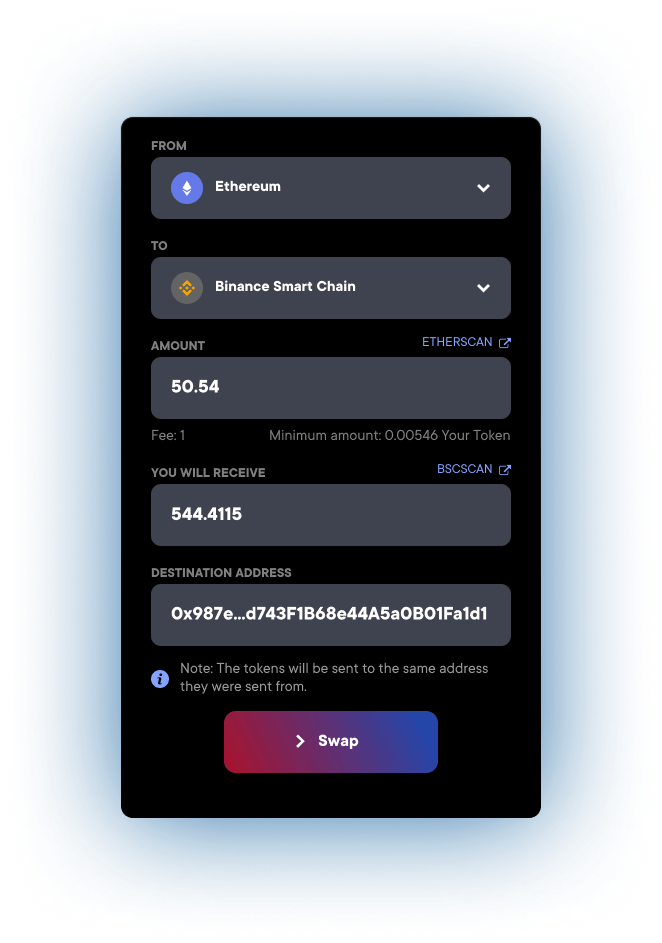 FROM
Ethereum
TO
Binance Smart Chain
AMOUNT ETHERSCAN
50.54
Fee: 1 Minimum amount: 0.00546 Your Token
YOU WILL RECEIVE BSCSCAN
544.4115
DESTINATION ADDRESS
0x987e...d743F1B68e44A5a0B01Fa1d1
Note: The tokens will be sent to the same address
they were sent from.
Swap